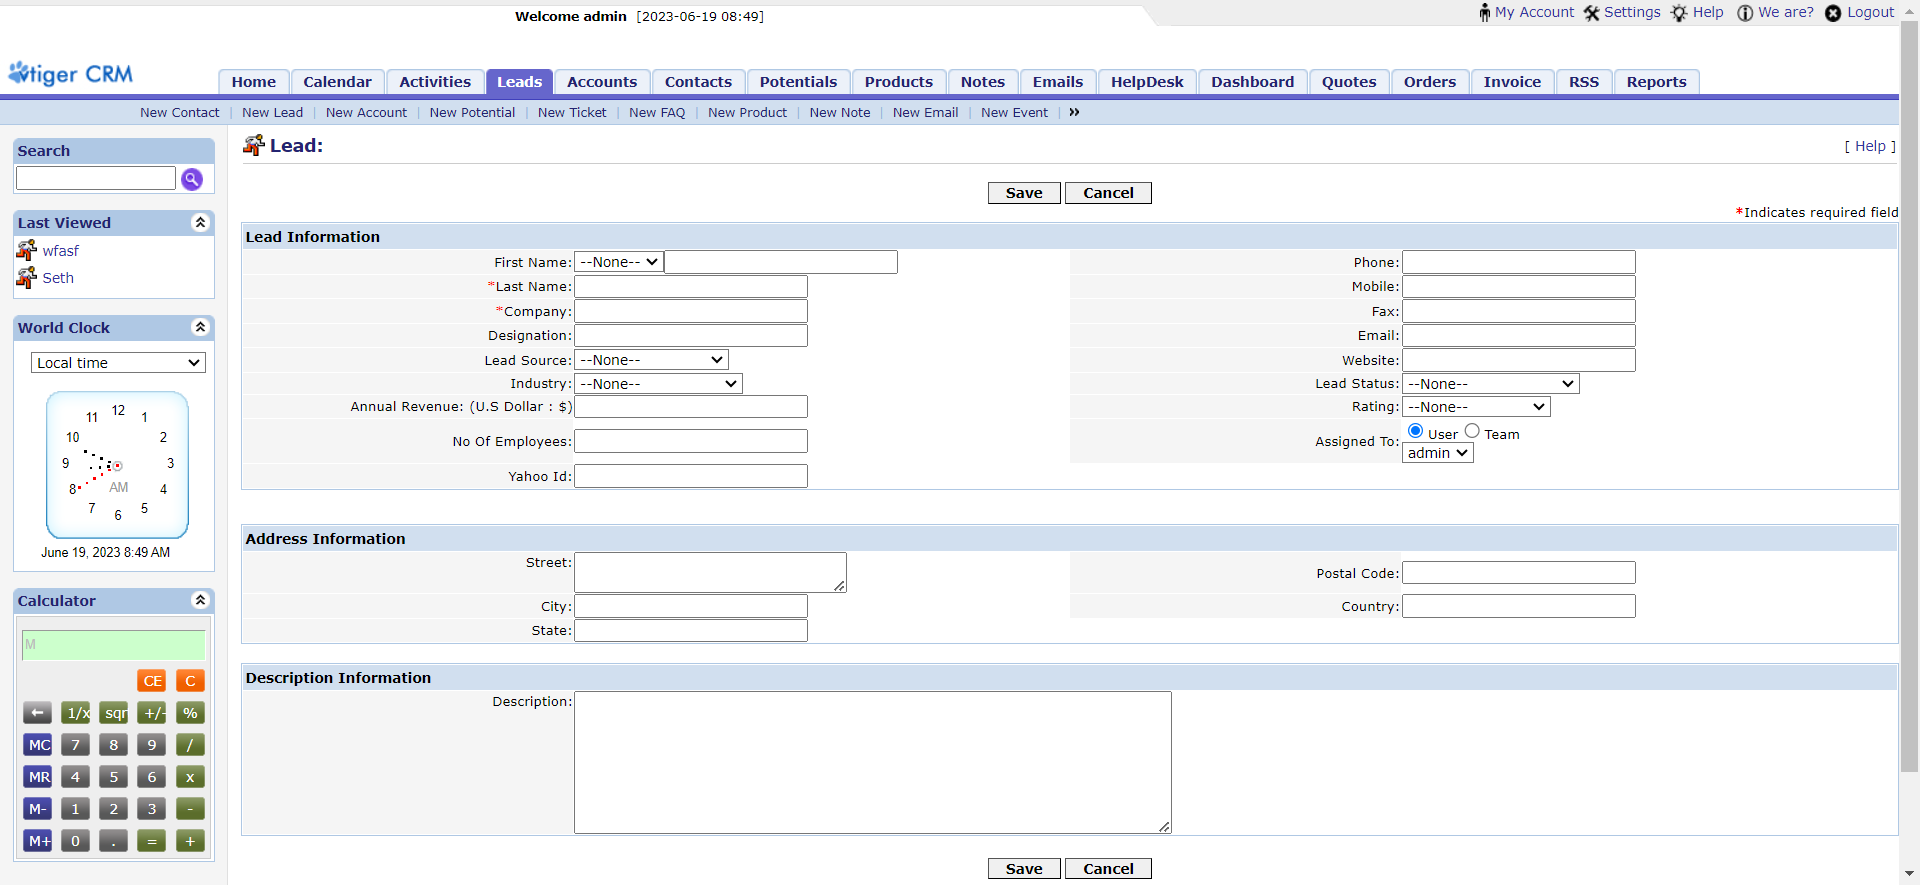 Welcome admin [2023-06-19 08:49]
My Account Settings Help We are? Logout
vtiger CRM
Home Calendar Activities Leads Accounts Contacts Potentials Products Notes Emails HelpDesk Dashboard Quotes Orders Invoice RSS Reports
New Contact | New Lead | New Account | New Potential | New Ticket | New FAQ | New Product | New Note | New Email | New Event | »
Search
Last Viewed
wfasf
Seth
World Clock
Local time
12
11 1
10 2
9 3
8 AM 4
7 5
6
June 19, 2023 8:49 AM
Calculator
M
CE C
← 1/x sqr +/- %
MC 7 8 9 /
MR 4 5 6 x
M- 1 2 3 -
M+ 0 . = +
Lead:
[ Help ]
Save Cancel
*Indicates required field
Lead Information
First Name: --None-- Phone:
*Last Name: Mobile:
*Company: Fax:
Designation: Email:
Lead Source: --None-- Website:
Industry: --None-- Lead Status: --None--
Annual Revenue: (U.S Dollar : $) Rating: --None--
No Of Employees: Assigned To: User Team
admin
Yahoo Id:
Address Information
Street: Postal Code:
City: Country:
State:
Description Information
Description:
Save Cancel